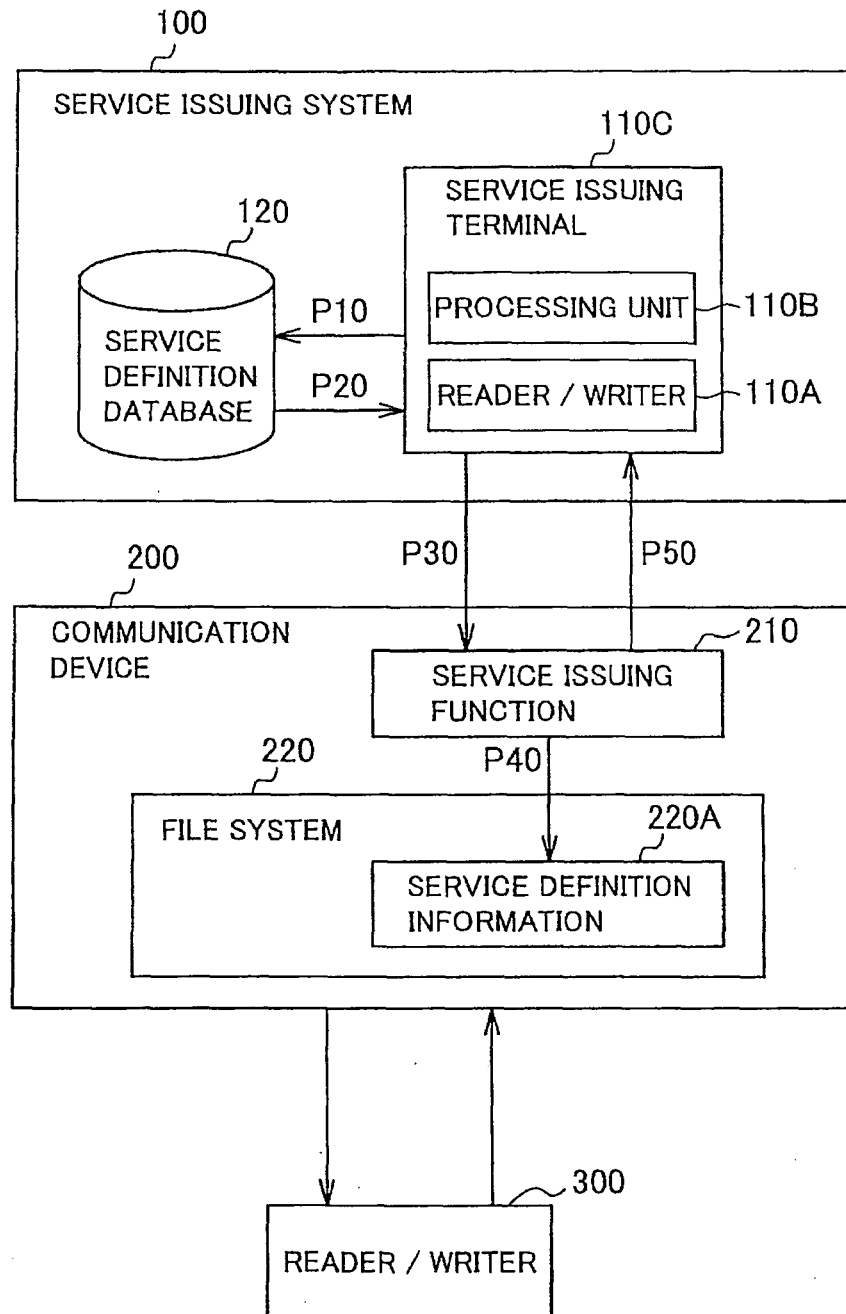 100
SERVICE ISSUING SYSTEM
110C
SERVICE ISSUING
TERMINAL
120
PROCESSING UNIT
110B
P10
SERVICE
DEFINITION
DATABASE
P20
READER / WRITER
110A
P30
P50
200
COMMUNICATION
DEVICE
210
SERVICE ISSUING
FUNCTION
P40
220
FILE SYSTEM
220A
SERVICE DEFINITION
INFORMATION
300
READER / WRITER